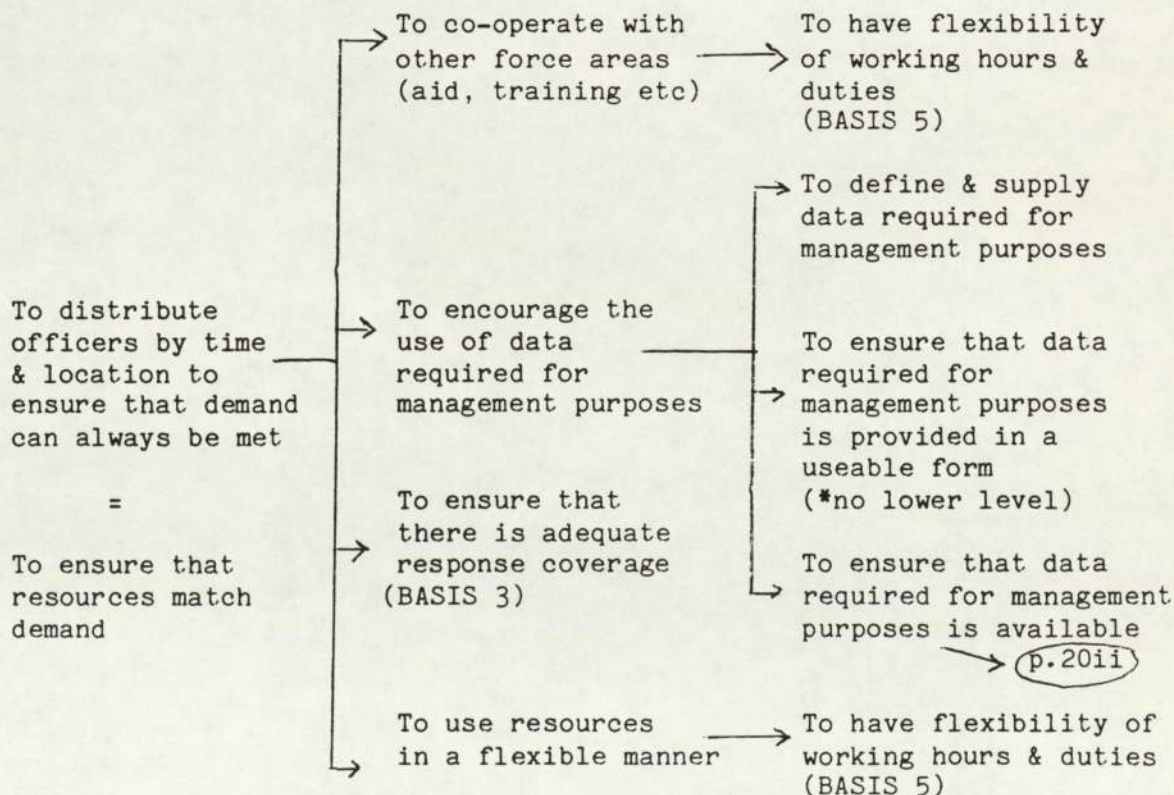 To co-operate with
other force areas
(aid, training etc)
To have flexibility
of working hours &
duties
(BASIS 5)
To define & supply
data required for
management purposes
To distribute
officers by time
& location to
ensure that demand
can always be met
=
To ensure that
resources match
demand
To encourage the
use of data
required for
management purposes
To ensure that data
required for
management purposes
is provided in a
useable form
(*no lower level)
To ensure that
there is adequate
response coverage
(BASIS 3)
To ensure that data
required for management
purposes is available
p.20ii
To use resources
in a flexible manner
To have flexibility of
working hours & duties
(BASIS 5)